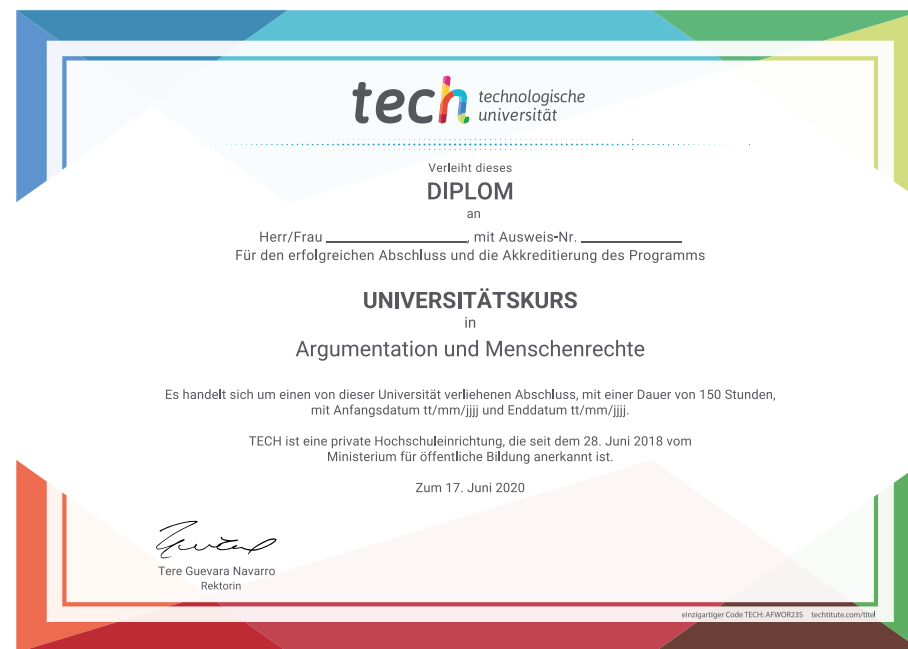 tech technologische
universität
Verleiht dieses
DIPLOM
an
Herr/Frau ____________________, mit Ausweis-Nr. ______________
Für den erfolgreichen Abschluss und die Akkreditierung des Programms
UNIVERSITÄTSKURS
in
Argumentation und Menschenrechte
Es handelt sich um einen von dieser Universität verliehenen Abschluss, mit einer Dauer von 150 Stunden,
mit Anfangsdatum tt/mm/jjjj und Enddatum tt/mm/jjjj.
TECH ist eine private Hochschuleinrichtung, die seit dem 28. Juni 2018 vom
Ministerium für öffentliche Bildung anerkannt ist.
Zum 17. Juni 2020
Tere Guevara Navarro
Rektorin
einzigartiger Code TECH: AFWOR23S techtitute.com/titel